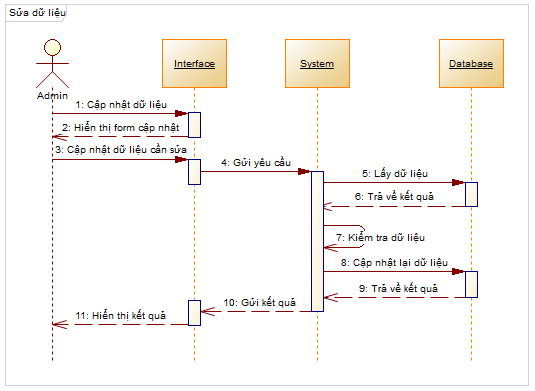 Sửa dữ liệu
Interface
System
Database
Admin
1: Cập nhật dữ liệu
2: Hiển thị form cập nhật
3: Cập nhật dữ liệu cần sửa
4: Gửi yêu cầu
5: Lấy dữ liệu
6: Trả về kết quả
7: Kiểm tra dữ liệu
8: Cập nhật lại dữ liệu
9: Trả về kết quả
10: Gửi kết quả
11: Hiển thị kết quả